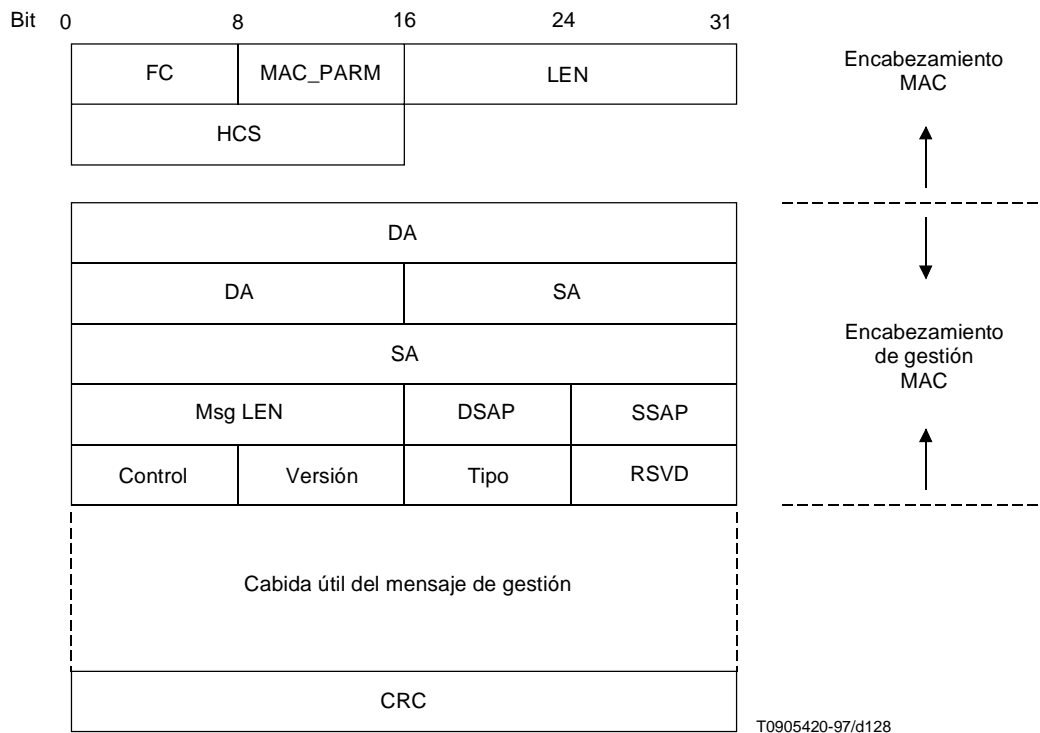 Bit 0 8 16 24 31
FC MAC_PARM LEN
Encabezamiento
MAC
HCS
DA
DA SA
SA
Encabezamiento
de gestión
MAC
Msg LEN DSAP SSAP
Control Versión Tipo RSVD
Cabida útil del mensaje de gestión
CRC
T0905420-97/d128